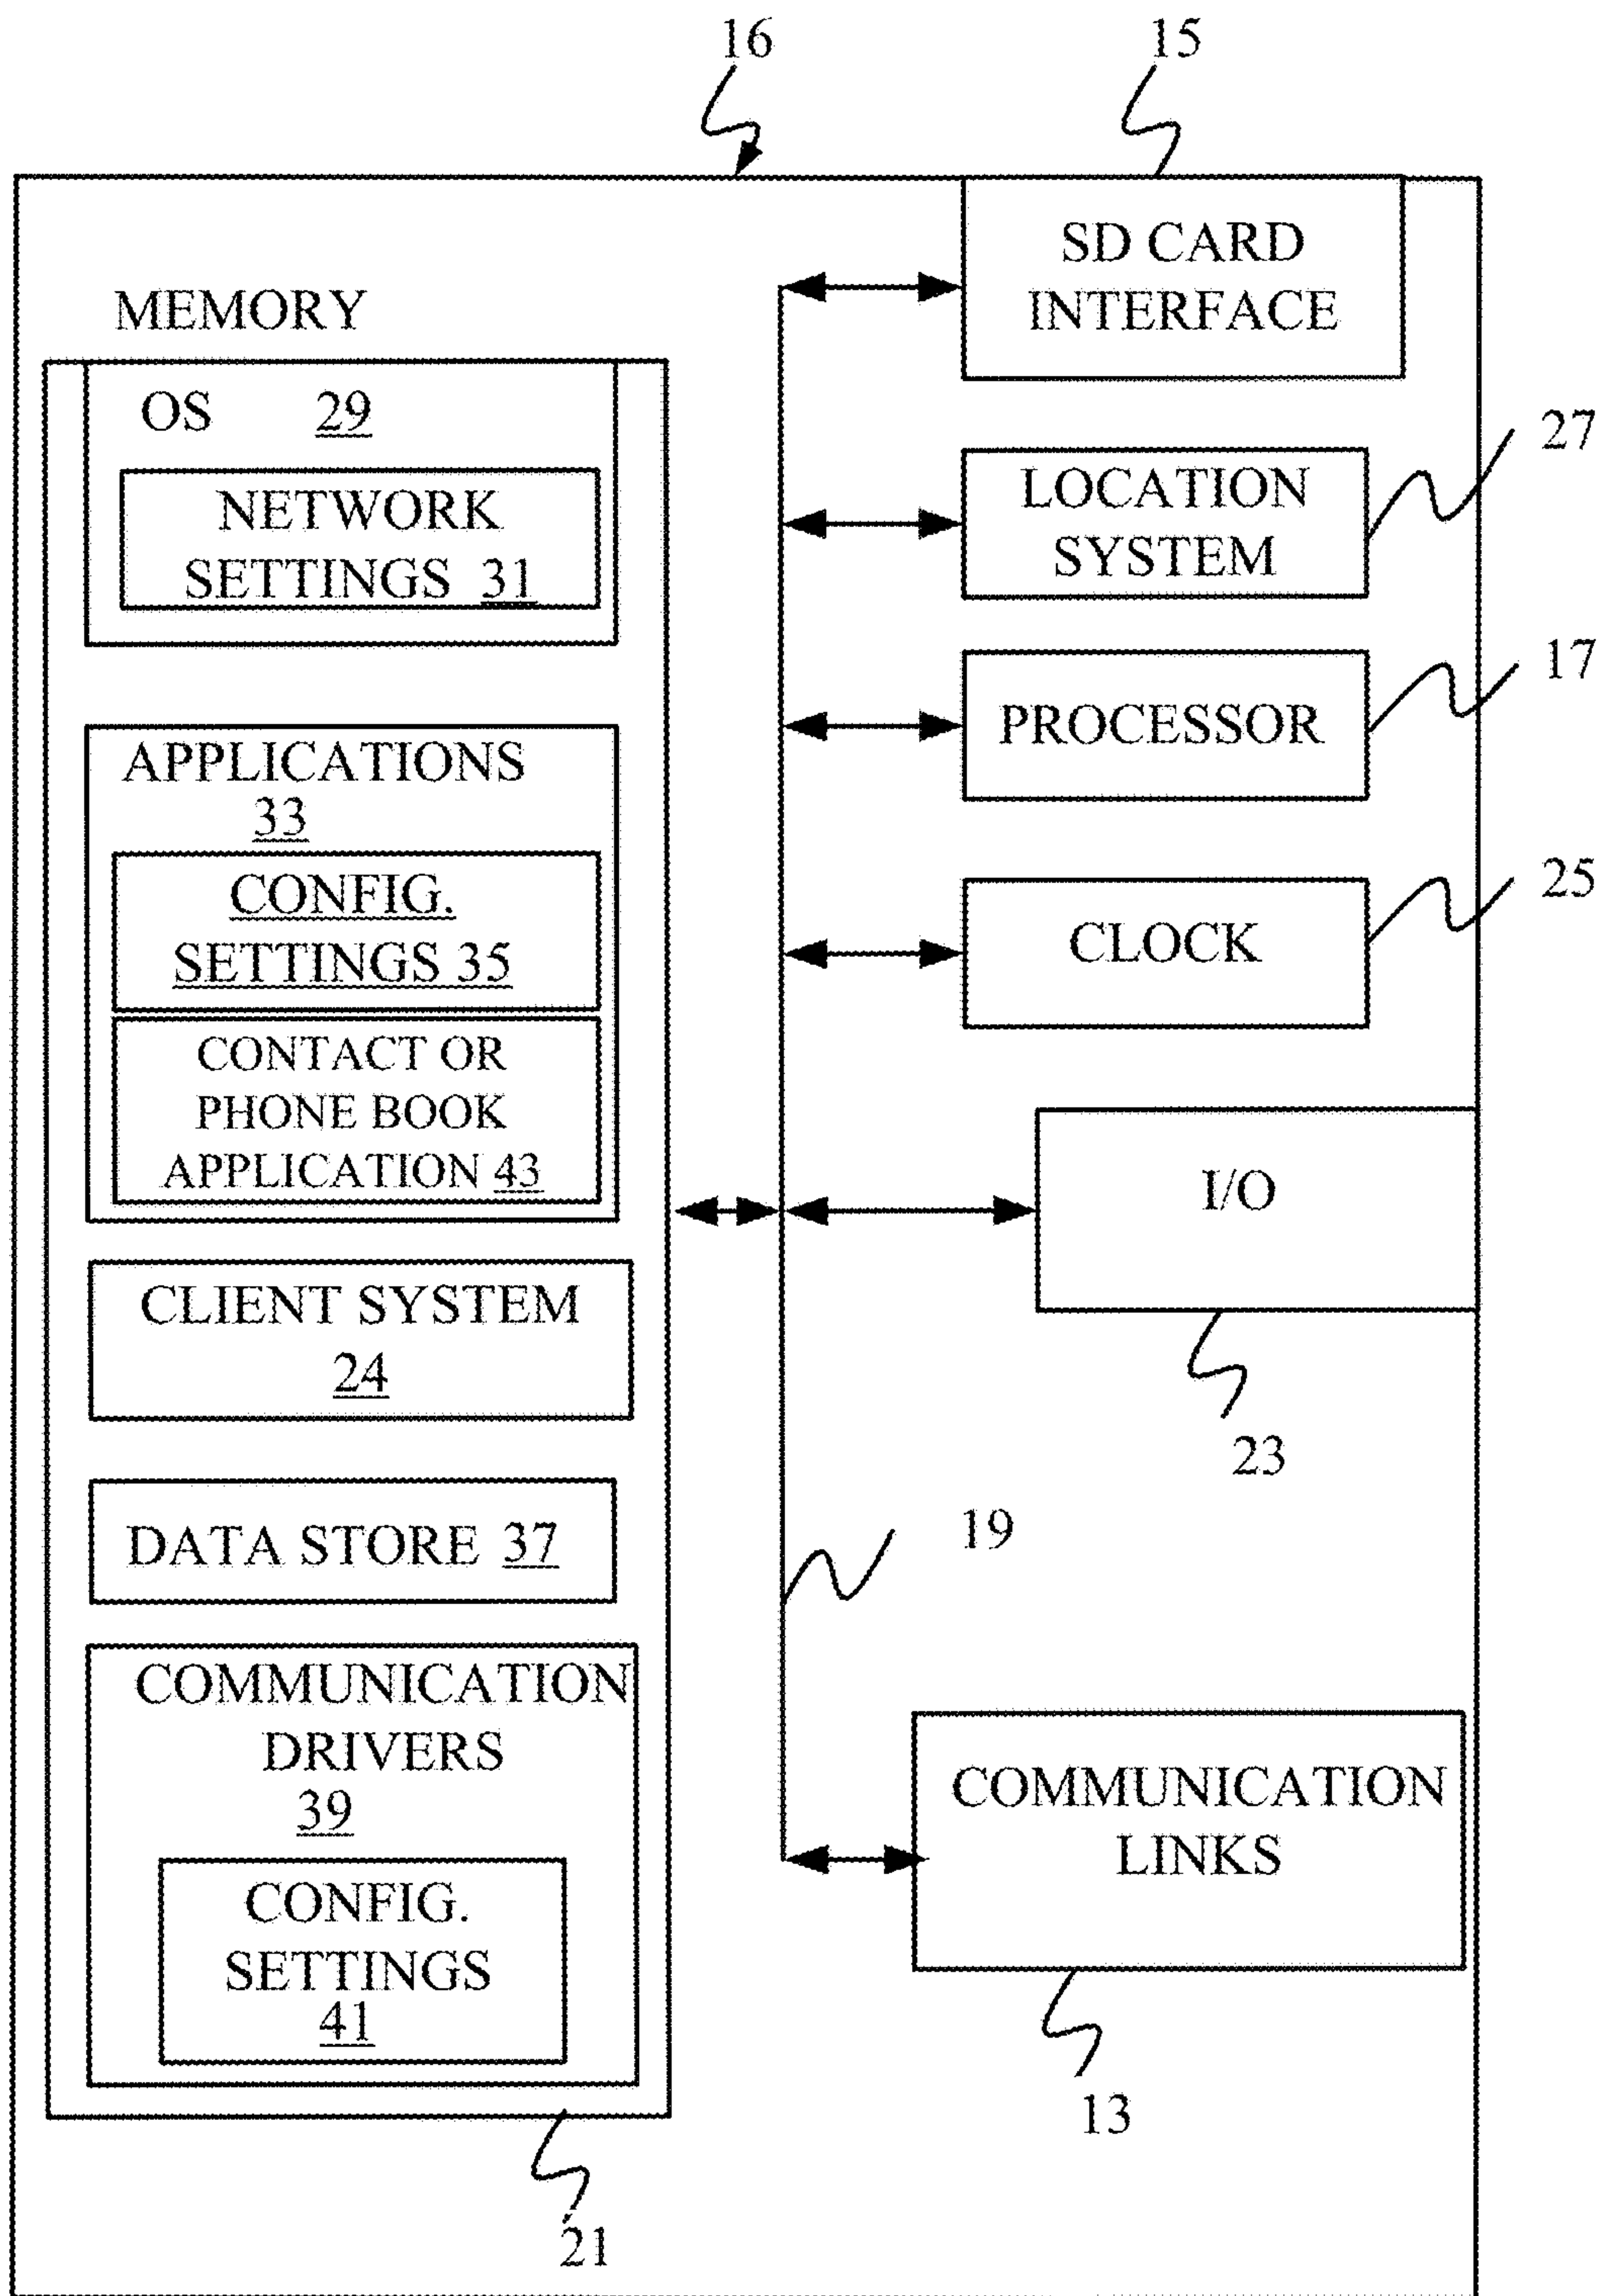 16
15
SD CARD
INTERFACE
MEMORY
OS 29
NETWORK
SETTINGS 31
27
LOCATION
SYSTEM
17
PROCESSOR
APPLICATIONS
33
CONFIG.
SETTINGS 35
CONTACT OR
PHONE BOOK
APPLICATION 43
25
CLOCK
I/O
23
CLIENT SYSTEM
24
DATA STORE 37
19
COMMUNICATION
DRIVERS
39
CONFIG.
SETTINGS
41
COMMUNICATION
LINKS
13
21